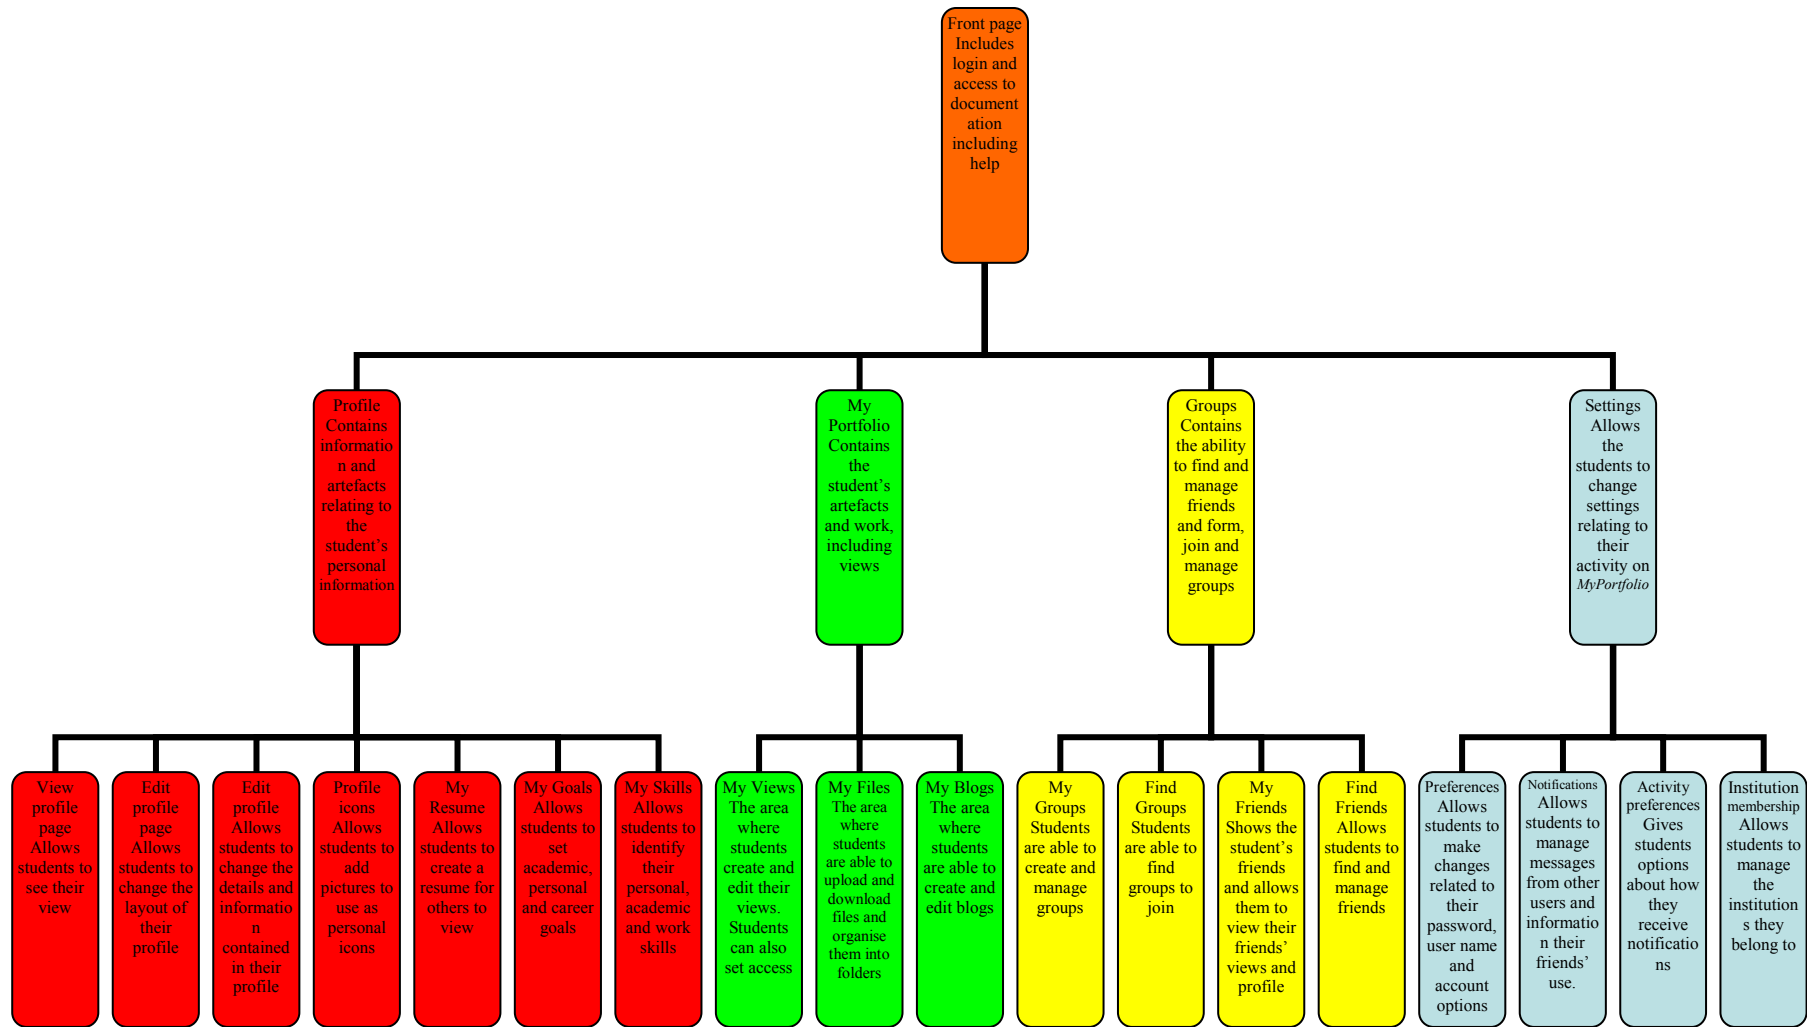 Front page
Includes
login and
access to
document
ation
including
help
Profile
Contains
informatio
n and
artefacts
relating to
the
student’s
personal
information
My
Portfolio
Contains
the
student’s
artefacts
and work,
including
views
Groups
Contains
the ability
to find and
manage
friends
and form,
join and
manage
groups
Settings
Allows
the
students to
change
settings
relating to
their
activity on
MyPortfolio
View
profile
page
Allows
students to
see their
view
Edit
profile
page
Allows
students to
change the
layout of
their
profile
Edit
profile
Allows
students to
change the
details and
informatio
n
contained
in their
profile
Profile
icons
Allows
students to
add
pictures to
use as
personal
icons
My
Resume
Allows
students to
create a
resume for
others to
view
My Goals
Allows
students to
set
academic,
personal
and career
goals
My Skills
Allows
students to
identify
their
personal,
academic
and work
skills
My Views
The area
where
students
create and
edit their
views.
Students
can also
set access
My Files
The area
where
students
are able to
upload and
download
files and
organise
them into
folders
My Blogs
The area
where
students
are able to
create and
edit blogs
My
Groups
Students
are able to
create and
manage
groups
Find
Groups
Students
are able to
find
groups to
join
My
Friends
Shows the
student’s
friends
and allows
them to
view their
friends’
views and
profile
Find
Friends
Allows
students to
find and
manage
friends
Preferences
Allows
students to
make
changes
related to
their
password,
user name
and
account
options
Notifications
Allows
students to
manage
messages
from other
users and
informatio
n their
friends’
use.
Activity
preferences
Gives
students
options
about how
they
receive
notificatio
ns
Institution
membership
Allows
students to
manage
the
institution
s they
belong to